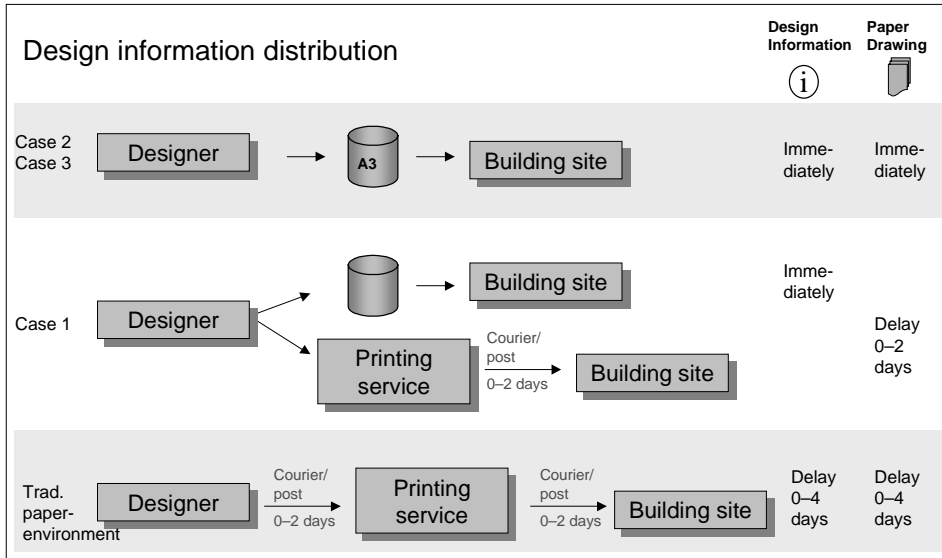 Design information distribution
Design
Information
Paper
Drawing
i
Case 2
Case 3
Designer
A3
Building site
Imme-
diately
Imme-
diately
Case 1
Designer
Building site
Imme-
diately
Printing
service
Courier/
post
0–2 days
Building site
Delay
0–2
days
Trad.
paper-
environment
Designer
Courier/
post
0–2 days
Printing
service
Courier/
post
0–2 days
Building site
Delay
0–4
days
Delay
0–4
days